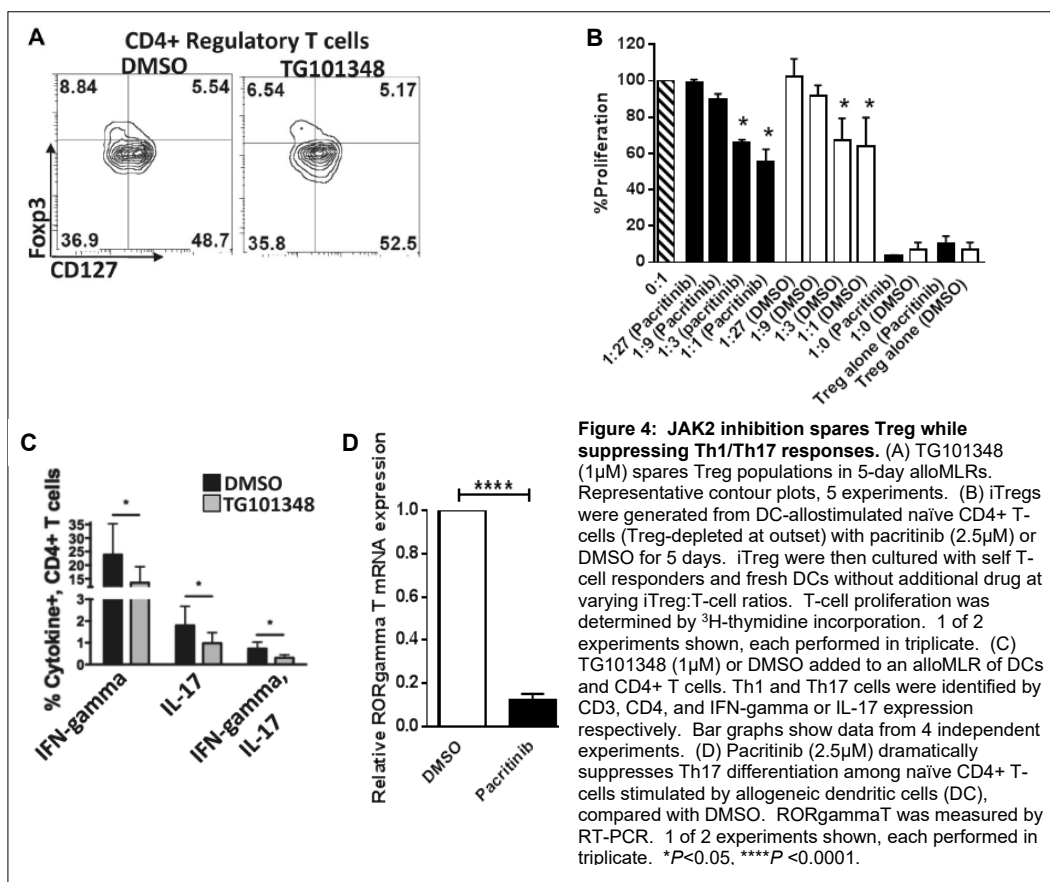 A
CD4+ Regulatory T cells
DMSO
TG101348
8.84
5.54
6.54
5.17
36.9
48.7
35.8
52.5
Foxp3
CD127
B
%Proliferation
120
100
80
60
40
20
0
* * * *
0:1
1:27 (Pacritinib)
1:9 (Pacritinib)
1:3 (pacritinib)
1:1 (Pacritinib)
1:27 (DMSO)
1:9 (DMSO)
1:3 (DMSO)
1:1 (DMSO)
1:0 (Pacritinib)
1:0 (DMSO)
Treg alone (Pacritinib)
Treg alone (DMSO)
C
% Cytokine+, CD4+ T cells
35
30
25
20
15
3
2
1
0
DMSO
TG101348
*
*
*
IFN-gamma
IL-17
IFN-gamma,
IL-17
D
Relative RORgamma T mRNA expression
1.0
0.8
0.6
0.4
0.2
0.0
****
DMSO
Pacritinib
Figure 4: JAK2 inhibition spares Treg while
suppressing Th1/Th17 responses. (A) TG101348
(1µM) spares Treg populations in 5-day alloMLRs.
Representative contour plots, 5 experiments. (B) iTregs
were generated from DC-allostimulated naïve CD4+ T-
cells (Treg-depleted at outset) with pacritinib (2.5µM) or
DMSO for 5 days. iTreg were then cultured with self T-
cell responders and fresh DCs without additional drug at
varying iTreg:T-cell ratios. T-cell proliferation was
determined by ³H-thymidine incorporation. 1 of 2
experiments shown, each performed in triplicate. (C)
TG101348 (1µM) or DMSO added to an alloMLR of DCs
and CD4+ T cells. Th1 and Th17 cells were identified by
CD3, CD4, and IFN-gamma or IL-17 expression
respectively. Bar graphs show data from 4 independent
experiments. (D) Pacritinib (2.5µM) dramatically
suppresses Th17 differentiation among naïve CD4+ T-
cells stimulated by allogeneic dendritic cells (DC),
compared with DMSO. RORgammaT was measured by
RT-PCR. 1 of 2 experiments shown, each performed in
triplicate. *P<0.05, ****P <0.0001.